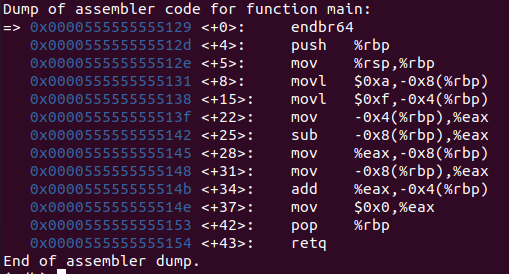 Dump of assembler code for function main:
=> 0x0000555555555129 <+0>: endbr64
0x000055555555512d <+4>: push %rbp
0x000055555555512e <+5>: mov %rsp,%rbp
0x0000555555555131 <+8>: movl $0xa,-0x8(%rbp)
0x0000555555555138 <+15>: movl $0xf,-0x4(%rbp)
0x000055555555513f <+22>: mov -0x4(%rbp),%eax
0x0000555555555142 <+25>: sub -0x8(%rbp),%eax
0x0000555555555145 <+28>: mov %eax,-0x8(%rbp)
0x0000555555555148 <+31>: mov -0x8(%rbp),%eax
0x000055555555514b <+34>: add %eax,-0x4(%rbp)
0x000055555555514e <+37>: mov $0x0,%eax
0x0000555555555153 <+42>: pop %rbp
0x0000555555555154 <+43>: retq
End of assembler dump.